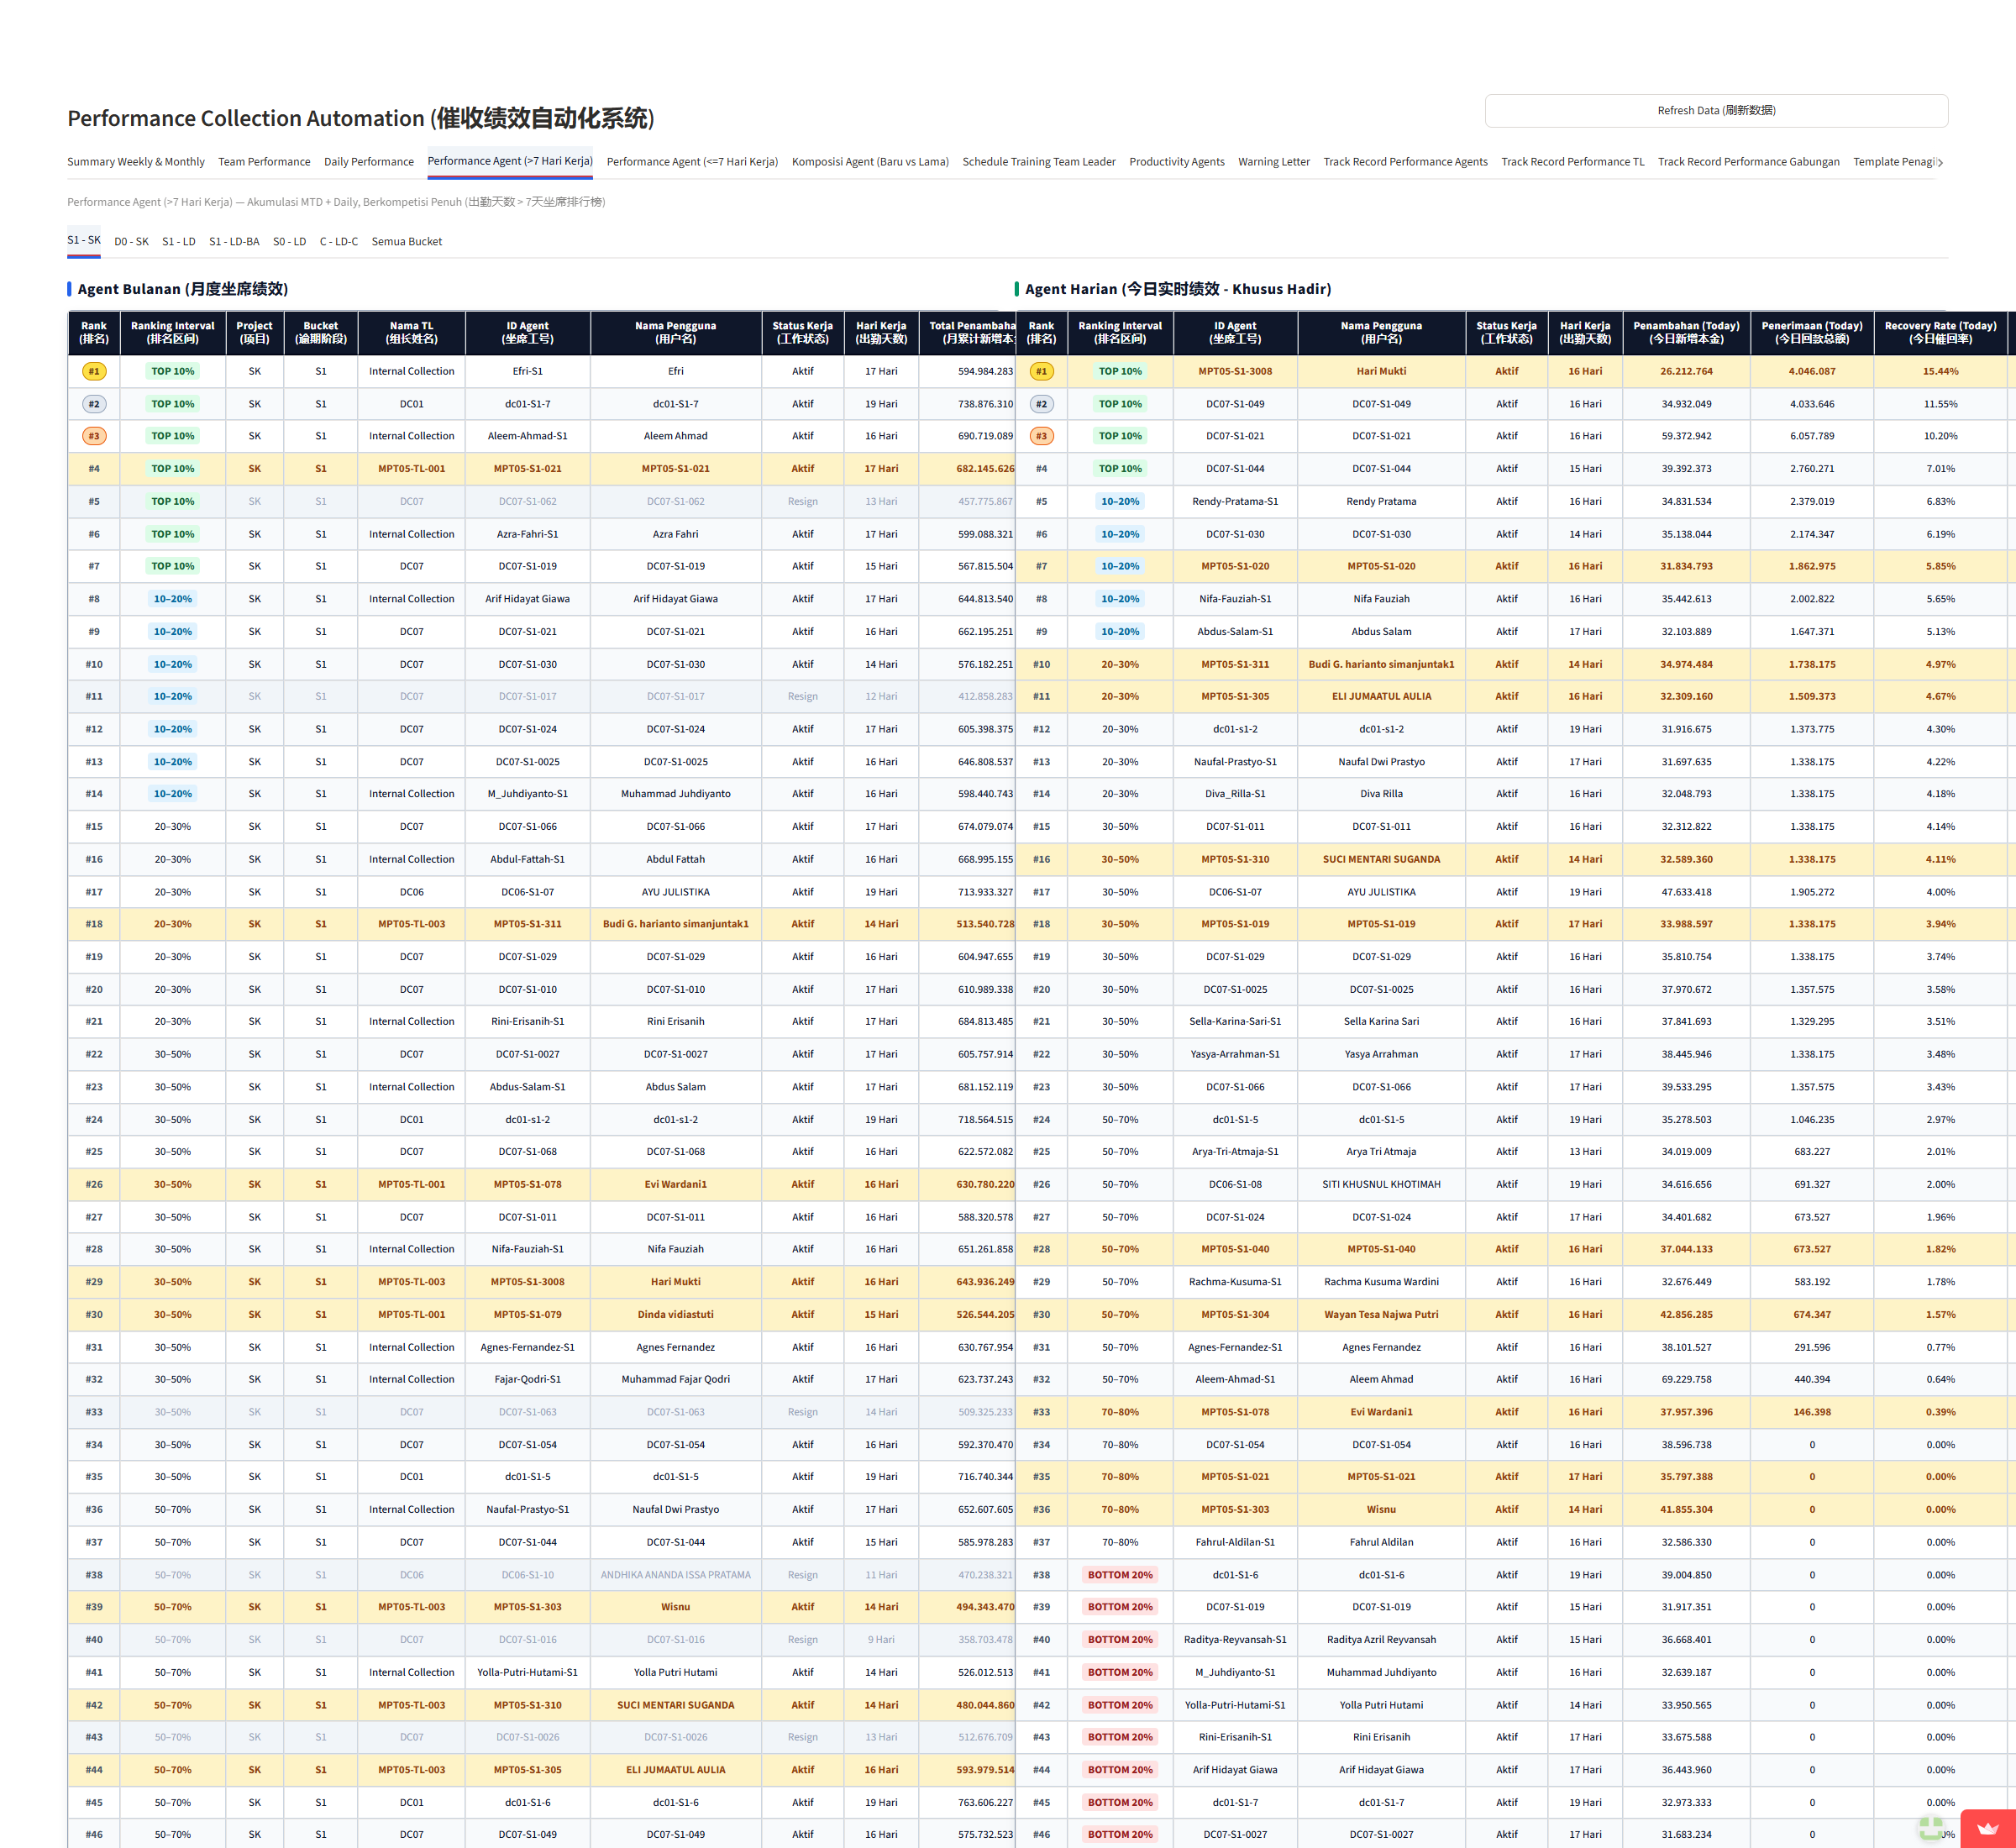 Performance Collection Automation (催收绩效自动化系统)
Refresh Data (刷新数据)
Summary Weekly & Monthly Team Performance Daily Performance Performance Agent (>7 Hari Kerja) Performance Agent (<=7 Hari Kerja) Komposisi Agent (Baru vs Lama) Schedule Training Team Leader Productivity Agents Warning Letter Track Record Performance Agents Track Record Performance TL Track Record Performance Gabungan Template Penagi
Performance Agent (>7 Hari Kerja) — Akumulasi MTD + Daily, Berkompetisi Penuh (出勤天数 > 7天坐席排行榜)
S1 - SK D0 - SK S1 - LD S1 - LD-BA S0 - LD C - LD-C Semua Bucket
Agent Bulanan (月度坐席绩效)
Rank Ranking Interval Project Bucket Nama TL ID Agent Nama Pengguna Status Kerja Hari Kerja Total Penambaha
(排名) (排名区间) (项目) (逾期阶段) (组长姓名) (坐席工号) (用户名) (工作状态) (出勤天数) (月累计新增本
#1 TOP 10% SK S1 Internal Collection Efri-S1 Efri Aktif 17 Hari 594.984.283
#2 TOP 10% SK S1 DC01 dc01-s1-7 dc01-s1-7 Aktif 19 Hari 738.876.310
#3 TOP 10% SK S1 Internal Collection Aleem-Ahmad-S1 Aleem Ahmad Aktif 16 Hari 690.719.089
#4 TOP 10% SK S1 MPT05-TL-001 MPT05-S1-021 MPT05-S1-021 Aktif 17 Hari 682.145.626
#5 TOP 10% SK S1 DC07 DC07-S1-062 DC07-S1-062 Resign 13 Hari 457.775.867
#6 TOP 10% SK S1 Internal Collection Azra-Fahri-S1 Azra Fahri Aktif 17 Hari 599.088.321
#7 TOP 10% SK S1 DC07 DC07-S1-019 DC07-S1-019 Aktif 15 Hari 567.815.504
#8 10–20% SK S1 Internal Collection Arif Hidayat Giawa Arif Hidayat Giawa Aktif 17 Hari 644.813.540
#9 10–20% SK S1 DC07 DC07-S1-021 DC07-S1-021 Aktif 16 Hari 662.195.251
#10 10–20% SK S1 DC07 DC07-S1-030 DC07-S1-030 Aktif 14 Hari 576.182.251
#11 10–20% SK S1 DC07 DC07-S1-017 DC07-S1-017 Resign 12 Hari 412.858.283
#12 10–20% SK S1 DC07 DC07-S1-024 DC07-S1-024 Aktif 17 Hari 605.398.375
#13 10–20% SK S1 DC07 DC07-S1-0025 DC07-S1-0025 Aktif 16 Hari 646.808.537
#14 10–20% SK S1 Internal Collection M_Juhdiyanto-S1 Muhammad Juhdiyanto Aktif 16 Hari 598.440.743
#15 20–30% SK S1 DC07 DC07-S1-066 DC07-S1-066 Aktif 17 Hari 674.079.074
#16 20–30% SK S1 Internal Collection Abdul-Fattah-S1 Abdul Fattah Aktif 16 Hari 668.995.155
#17 20–30% SK S1 DC06 DC06-S1-07 AYU JULISTIKA Aktif 19 Hari 713.933.327
#18 20–30% SK S1 MPT05-TL-003 MPT05-S1-311 Budi G. harianto simanjuntak1 Aktif 14 Hari 513.540.728
#19 20–30% SK S1 DC07 DC07-S1-029 DC07-S1-029 Aktif 16 Hari 604.947.655
#20 20–30% SK S1 DC07 DC07-S1-010 DC07-S1-010 Aktif 17 Hari 610.989.338
#21 20–30% SK S1 Internal Collection Rini-Erisanih-S1 Rini Erisanih Aktif 17 Hari 684.813.485
#22 30–50% SK S1 DC07 DC07-S1-0027 DC07-S1-0027 Aktif 17 Hari 605.757.914
#23 30–50% SK S1 Internal Collection Abdus-Salam-S1 Abdus Salam Aktif 17 Hari 681.152.119
#24 30–50% SK S1 DC01 dc01-s1-2 dc01-s1-2 Aktif 19 Hari 718.564.515
#25 30–50% SK S1 DC07 DC07-S1-068 DC07-S1-068 Aktif 17 Hari 622.572.082
#26 30–50% SK S1 MPT05-TL-001 MPT05-S1-078 Evi Wardani1 Aktif 16 Hari 630.780.220
#27 30–50% SK S1 DC07 DC07-S1-011 DC07-S1-011 Aktif 16 Hari 588.320.578
#28 30–50% SK S1 Internal Collection Nifa-Fauziah-S1 Nifa Fauziah Aktif 16 Hari 651.261.858
#29 30–50% SK S1 MPT05-TL-003 MPT05-S1-3008 Hari Mukti Aktif 16 Hari 643.936.249
#30 30–50% SK S1 MPT05-TL-001 MPT05-S1-079 Dinda vidiastuti Aktif 15 Hari 526.544.205
#31 30–50% SK S1 Internal Collection Agnes-Fernandez-S1 Agnes Fernandez Aktif 16 Hari 630.767.954
#32 30–50% SK S1 Internal Collection Fajar-Qodri-S1 Muhammad Fajar Qodri Aktif 17 Hari 623.737.243
#33 30–50% SK S1 DC07 DC07-S1-063 DC07-S1-063 Resign 14 Hari 509.325.233
#34 30–50% SK S1 DC07 DC07-S1-054 DC07-S1-054 Aktif 16 Hari 592.370.470
#35 30–50% SK S1 DC01 dc01-S1-5 dc01-S1-5 Aktif 19 Hari 716.740.344
#36 50–70% SK S1 Internal Collection Naufal-Prastyo-S1 Naufal Dwi Prastyo Aktif 17 Hari 652.607.605
#37 50–70% SK S1 DC07 DC07-S1-044 DC07-S1-044 Aktif 15 Hari 585.978.283
#38 50–70% SK S1 DC06 DC06-S1-10 ANDHIKA ANANDA ISSA PRATAMA Resign 11 Hari 470.238.321
#39 50–70% SK S1 MPT05-TL-003 MPT05-S1-303 Wisnu Aktif 14 Hari 494.343.470
#40 50–70% SK S1 DC07 DC07-S1-016 DC07-S1-016 Resign 9 Hari 358.703.478
#41 50–70% SK S1 Internal Collection Yolla-Putri-Hutami-S1 Yolla Putri Hutami Aktif 14 Hari 526.012.513
#42 50–70% SK S1 MPT05-TL-003 MPT05-S1-310 SUCI MENTARI SUGANDA Aktif 14 Hari 480.044.860
#43 50–70% SK S1 DC07 DC07-S1-0026 DC07-S1-0026 Resign 13 Hari 512.676.709
#44 50–70% SK S1 MPT05-TL-003 MPT05-S1-305 ELI JUMAATUL AULIA Aktif 16 Hari 593.979.514
#45 50–70% SK S1 DC01 dc01-s1-6 dc01-s1-6 Aktif 19 Hari 763.606.227
#46 50–70% SK S1 DC07 DC07-S1-049 DC07-S1-049 Aktif 16 Hari 575.732.523
Agent Harian (今日实时绩效 - Khusus Hadir)
Rank Ranking Interval ID Agent Nama Pengguna Status Kerja Hari Kerja Penambahan (Today) Penerimaan (Today) Recovery Rate (Today)
(排名) (排名区间) (坐席工号) (用户名) (工作状态) (出勤天数) (今日新增本金) (今日回款总额) (今日催回率)
#1 TOP 10% MPT05-S1-3008 Hari Mukti Aktif 16 Hari 26.212.764 4.046.087 15.44%
#2 TOP 10% DC07-S1-049 DC07-S1-049 Aktif 16 Hari 34.932.049 4.033.646 11.55%
#3 TOP 10% DC07-S1-021 DC07-S1-021 Aktif 16 Hari 59.372.942 6.057.789 10.20%
#4 TOP 10% DC07-S1-044 DC07-S1-044 Aktif 15 Hari 39.392.373 2.760.271 7.01%
#5 10–20% Rendy-Pratama-S1 Rendy Pratama Aktif 16 Hari 34.831.534 2.379.019 6.83%
#6 10–20% DC07-S1-030 DC07-S1-030 Aktif 14 Hari 35.138.044 2.174.347 6.19%
#7 10–20% MPT05-S1-020 MPT05-S1-020 Aktif 16 Hari 31.834.793 1.862.975 5.85%
#8 10–20% Nifa-Fauziah-S1 Nifa Fauziah Aktif 16 Hari 35.442.613 2.002.822 5.65%
#9 10–20% Abdus-Salam-S1 Abdus Salam Aktif 17 Hari 32.103.889 1.647.371 5.13%
#10 20–30% MPT05-S1-311 Budi G. harianto simanjuntak1 Aktif 14 Hari 34.974.484 1.738.175 4.97%
#11 20–30% MPT05-S1-305 ELI JUMAATUL AULIA Aktif 16 Hari 32.309.160 1.509.373 4.67%
#12 20–30% dc01-s1-2 dc01-s1-2 Aktif 19 Hari 31.916.675 1.373.775 4.30%
#13 20–30% Naufal-Prastyo-S1 Naufal Dwi Prastyo Aktif 17 Hari 31.697.635 1.338.175 4.22%
#14 20–30% Diva_Rilla-S1 Diva Rilla Aktif 16 Hari 32.048.793 1.338.175 4.18%
#15 30–50% DC07-S1-011 DC07-S1-011 Aktif 16 Hari 32.312.822 1.338.175 4.14%
#16 30–50% MPT05-S1-310 SUCI MENTARI SUGANDA Aktif 14 Hari 32.589.360 1.338.175 4.11%
#17 30–50% DC06-S1-07 AYU JULISTIKA Aktif 19 Hari 47.633.418 1.905.272 4.00%
#18 30–50% MPT05-S1-019 MPT05-S1-019 Aktif 17 Hari 33.988.597 1.338.175 3.94%
#19 30–50% DC07-S1-029 DC07-S1-029 Aktif 16 Hari 35.810.754 1.338.175 3.74%
#20 30–50% DC07-S1-0025 DC07-S1-0025 Aktif 16 Hari 37.970.672 1.357.575 3.58%
#21 30–50% Sella-Karina-Sari-S1 Sella Karina Sari Aktif 16 Hari 37.841.693 1.329.295 3.51%
#22 30–50% Yasya-Arrahman-S1 Yasya Arrahman Aktif 17 Hari 38.445.946 1.338.175 3.48%
#23 30–50% DC07-S1-066 DC07-S1-066 Aktif 17 Hari 39.533.295 1.357.575 3.43%
#24 50–70% dc01-S1-5 dc01-S1-5 Aktif 19 Hari 35.278.503 1.046.235 2.97%
#25 50–70% Arya-Tri-Atmaja-S1 Arya Tri Atmaja Aktif 13 Hari 34.019.009 683.227 2.01%
#26 50–70% DC06-S1-08 SITI KHUSNUL KHOTIMAH Aktif 19 Hari 34.616.656 691.327 2.00%
#27 50–70% DC07-S1-024 DC07-S1-024 Aktif 17 Hari 34.401.682 673.527 1.96%
#28 50–70% MPT05-S1-040 MPT05-S1-040 Aktif 16 Hari 37.044.133 673.527 1.82%
#29 50–70% Rachma-Kusuma-S1 Rachma Kusuma Wardini Aktif 16 Hari 32.676.449 583.192 1.78%
#30 50–70% MPT05-S1-304 Wayan Tesa Najwa Putri Aktif 16 Hari 42.856.285 674.347 1.57%
#31 50–70% Agnes-Fernandez-S1 Agnes Fernandez Aktif 16 Hari 38.101.527 291.596 0.77%
#32 50–70% Aleem-Ahmad-S1 Aleem Ahmad Aktif 16 Hari 69.229.758 440.394 0.64%
#33 70–80% MPT05-S1-078 Evi Wardani1 Aktif 16 Hari 37.957.396 146.398 0.39%
#34 70–80% DC07-S1-054 DC07-S1-054 Aktif 16 Hari 38.596.738 0 0.00%
#35 70–80% MPT05-S1-021 MPT05-S1-021 Aktif 17 Hari 35.797.388 0 0.00%
#36 70–80% MPT05-S1-303 Wisnu Aktif 14 Hari 41.855.304 0 0.00%
#37 70–80% Fahrul-Aldilan-S1 Fahrul Aldilan Aktif 16 Hari 32.586.330 0 0.00%
#38 BOTTOM 20% dc01-S1-6 dc01-S1-6 Aktif 19 Hari 39.004.850 0 0.00%
#39 BOTTOM 20% DC07-S1-019 DC07-S1-019 Aktif 15 Hari 31.917.351 0 0.00%
#40 BOTTOM 20% Raditya-Reyvansah-S1 Raditya Azril Reyvansah Aktif 15 Hari 36.668.401 0 0.00%
#41 BOTTOM 20% M_Juhdiyanto-S1 Muhammad Juhdiyanto Aktif 16 Hari 32.639.187 0 0.00%
#42 BOTTOM 20% Yolla-Putri-Hutami-S1 Yolla Putri Hutami Aktif 14 Hari 33.950.565 0 0.00%
#43 BOTTOM 20% Rini-Erisanih-S1 Rini Erisanih Aktif 17 Hari 33.675.588 0 0.00%
#44 BOTTOM 20% Arif Hidayat Giawa Arif Hidayat Giawa Aktif 17 Hari 36.443.960 0 0.00%
#45 BOTTOM 20% dc01-s1-7 dc01-s1-7 Aktif 19 Hari 32.973.333 0 0.00%
#46 BOTTOM 20% DC07-S1-0027 DC07-S1-0027 Aktif 17 Hari 31.683.234 0